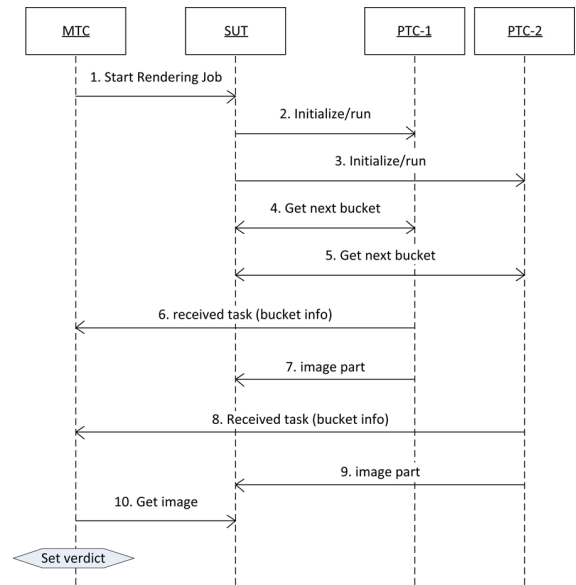 MTC
SUT
PTC-1
PTC-2
1. Start Rendering Job
2. Initialize/run
3. Initialize/run
4. Get next bucket
5. Get next bucket
6. received task (bucket info)
7. image part
8. Received task (bucket info)
9. image part
10. Get image
Set verdict